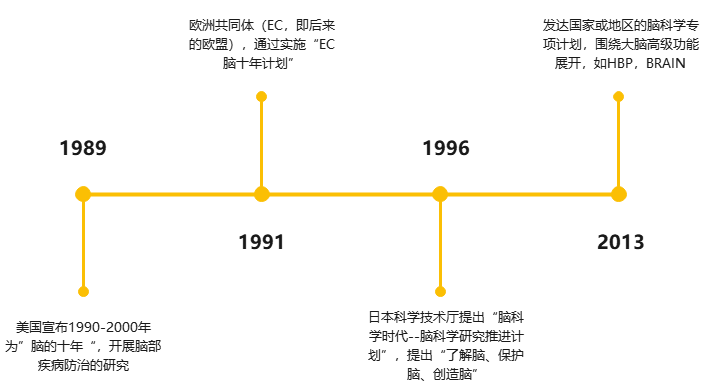 欧洲共同体（EC，即后来
的欧盟），通过实施“EC
脑十年计划”
发达国家或地区的脑科学专
项计划，围绕大脑高级功能
展开，如HBP，BRAIN
1989
1996
1991
2013
美国宣布1990-2000年
为”脑的十年“，开展脑部
疾病防治的研究
日本科学技术厅提出“脑科
学时代--脑科学研究推进计
划”，提出“了解脑、保护
脑、创造脑”